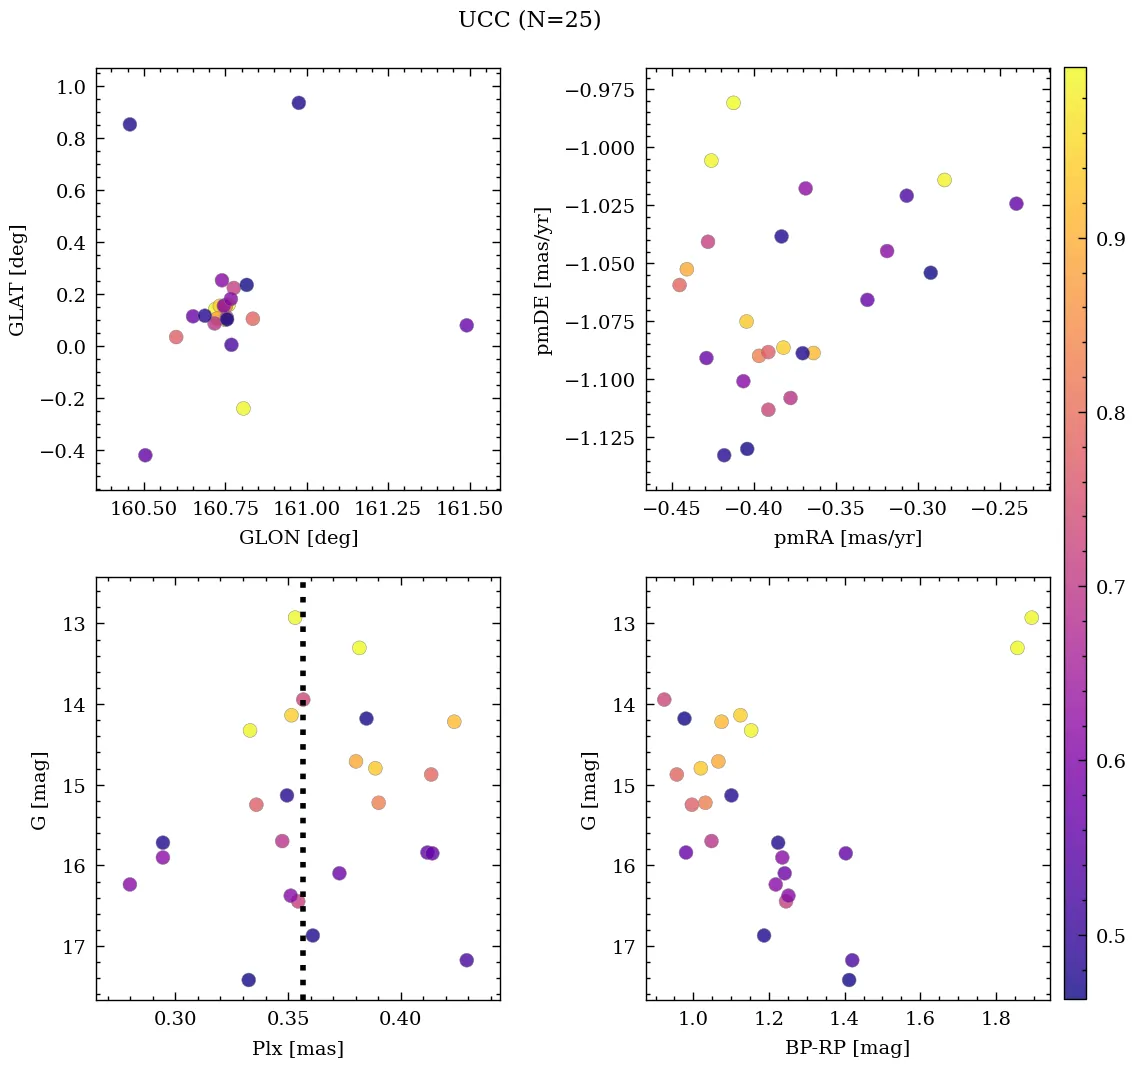 UCC (N=25)
1.0
0.8
0.6
0.4
0.2
0.0
−0.2
−0.4
GLAT [deg]
160.50 160.75 161.00 161.25 161.50
GLON [deg]
−0.975
−1.000
−1.025
−1.050
−1.075
−1.100
−1.125
pmDE [mas/yr]
−0.45 −0.40 −0.35 −0.30 −0.25
pmRA [mas/yr]
13
14
15
16
17
G [mag]
0.30 0.35 0.40
Plx [mas]
13
14
15
16
17
G [mag]
1.0 1.2 1.4 1.6 1.8
BP-RP [mag]
0.9
0.8
0.7
0.6
0.5